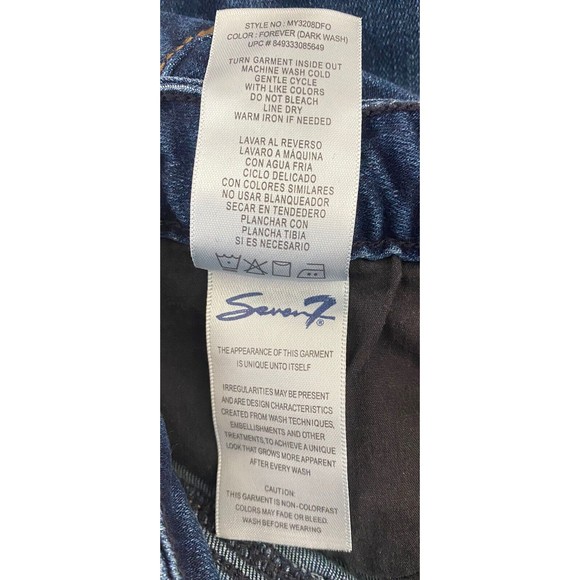 STYLE NO : MY3208DFO
COLOR : FOREVER (DARK WASH)
UPC # 849333085649
TURN GARMENT INSIDE OUT
MACHINE WASH COLD
GENTLE CYCLE
WITH LIKE COLORS
DO NOT BLEACH
LINE DRY
WARM IRON IF NEEDED
LAVAR AL REVERSO
LAVARO A MÁQUINA
CON AGUA FRIA
CICLO DELICADO
CON COLORES SIMILARES
NO USAR BLANQUEADOR
SECAR EN TENDEDERO
PLANCHAR CON
PLANCHA TIBIA
SI ES NECESARIO
Seven7®
THE APPEARANCE OF THIS GARMENT
IS UNIQUE UNTO ITSELF
IRREGULARITIES MAY BE PRESENT
AND ARE DESIGN CHARACTERISTICS
CREATED FROM WASH TECHNIQUES,
EMBELLISHMENTS AND OTHER
TREATMENTS, TO ACHIEVE A UNIQUE
LOOK THAT GROWS MORE APPARENT
AFTER EVERY WASH
CAUTION:
THIS GARMENT IS NON-COLORFAST
COLORS MAY FADE OR BLEED.
WASH BEFORE WEARING